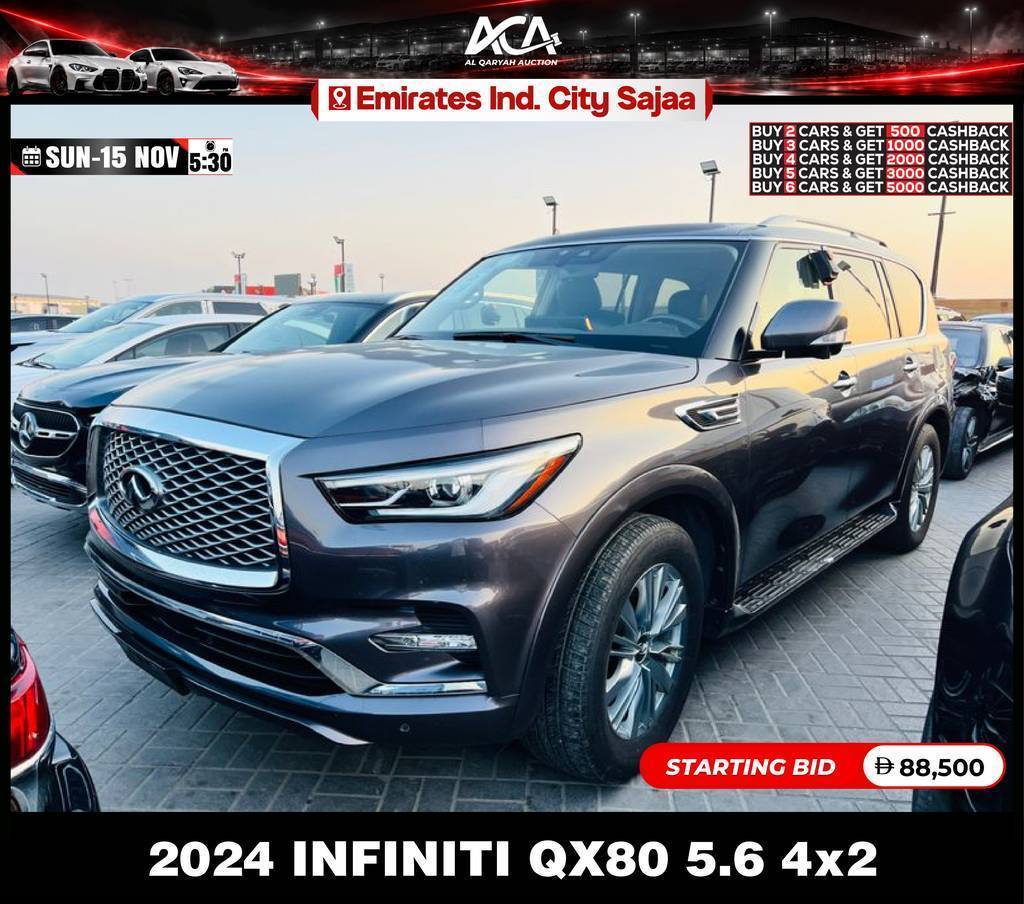 ACA
AL QARYAH AUCTION
Emirates Ind. City Sajaa
SUN-15 NOV 5:30 PM
BUY 2 CARS & GET 500 CASHBACK
BUY 3 CARS & GET 1000 CASHBACK
BUY 4 CARS & GET 2000 CASHBACK
BUY 5 CARS & GET 3000 CASHBACK
BUY 6 CARS & GET 5000 CASHBACK
STARTING BID 88,500
2024 INFINITI QX80 5.6 4x2